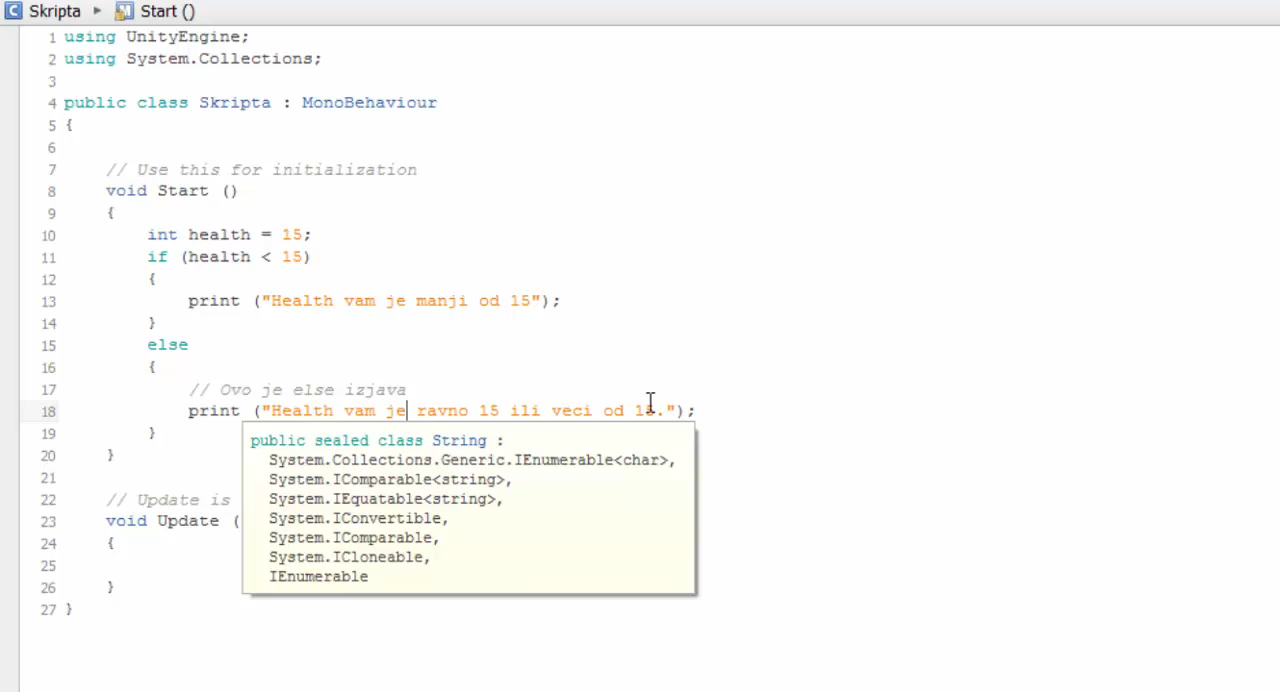 Skripta ▸ Start ()
1 using UnityEngine;
2 using System.Collections;
3
4 public class Skripta : MonoBehaviour
5 {
6
7 // Use this for initialization
8 void Start ()
9 {
10 int health = 15;
11 if (health < 15)
12 {
13 print ("Health vam je manji od 15");
14 }
15 else
16 {
17 // Ovo je else izjava
18 print ("Health vam je ravno 15 ili veci od 15.");
19 }
20 }
21
22 // Update is
23 void Update (
24 {
25
26 }
27 }
public sealed class String :
System.Collections.Generic.IEnumerable<char>,
System.IComparable<string>,
System.IEquatable<string>,
System.IConvertible,
System.IComparable,
System.ICloneable,
IEnumerable